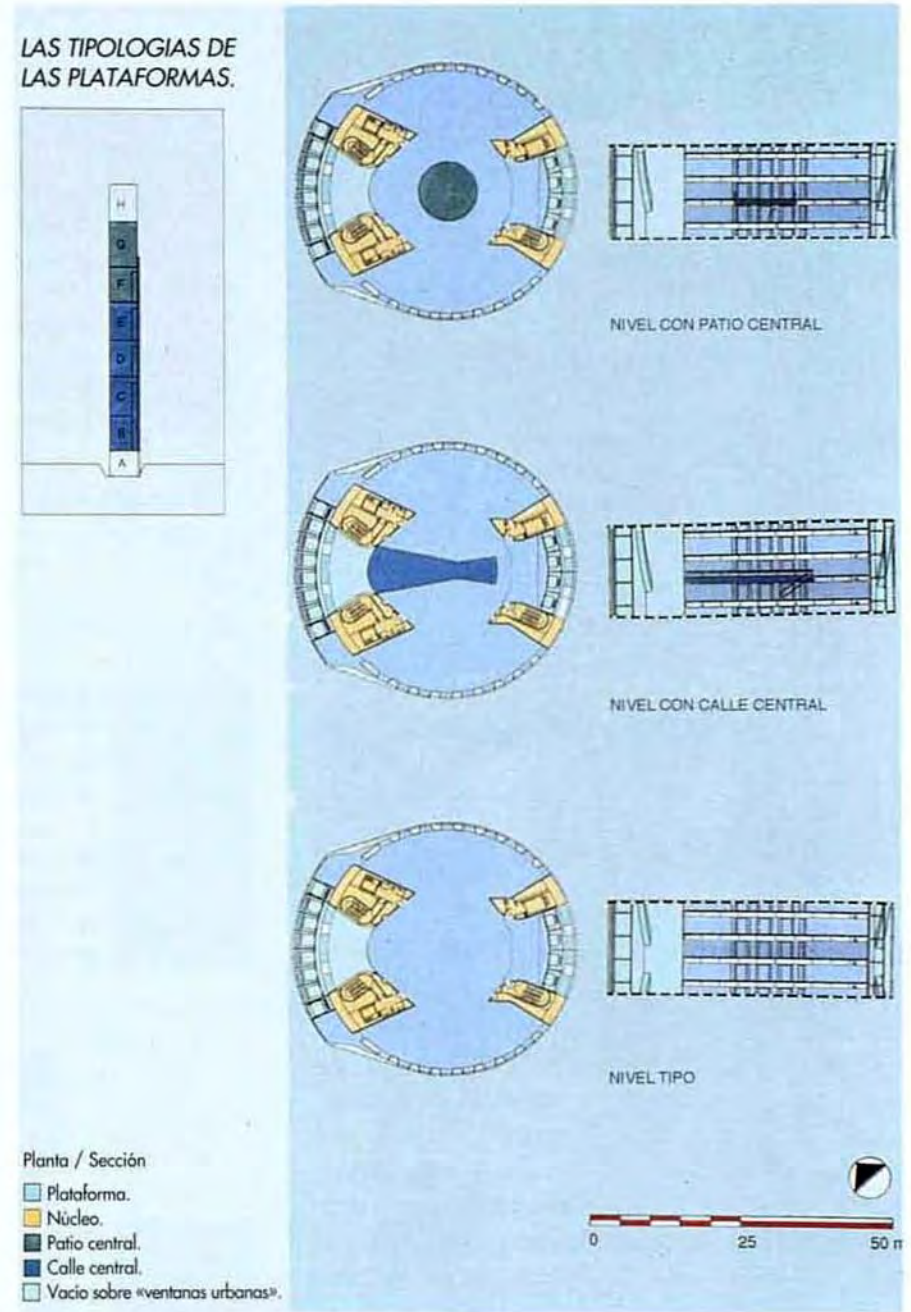 LAS TIPOLOGIAS DE
LAS PLATAFORMAS.
H
G
F
E
D
C
B
A
NIVEL CON PATIO CENTRAL
NIVEL CON CALLE CENTRAL
NIVEL TIPO
Planta / Sección
Plataforma.
Núcleo.
Patio central.
Calle central.
Vacío sobre «ventanas urbanas».
0 25 50 m